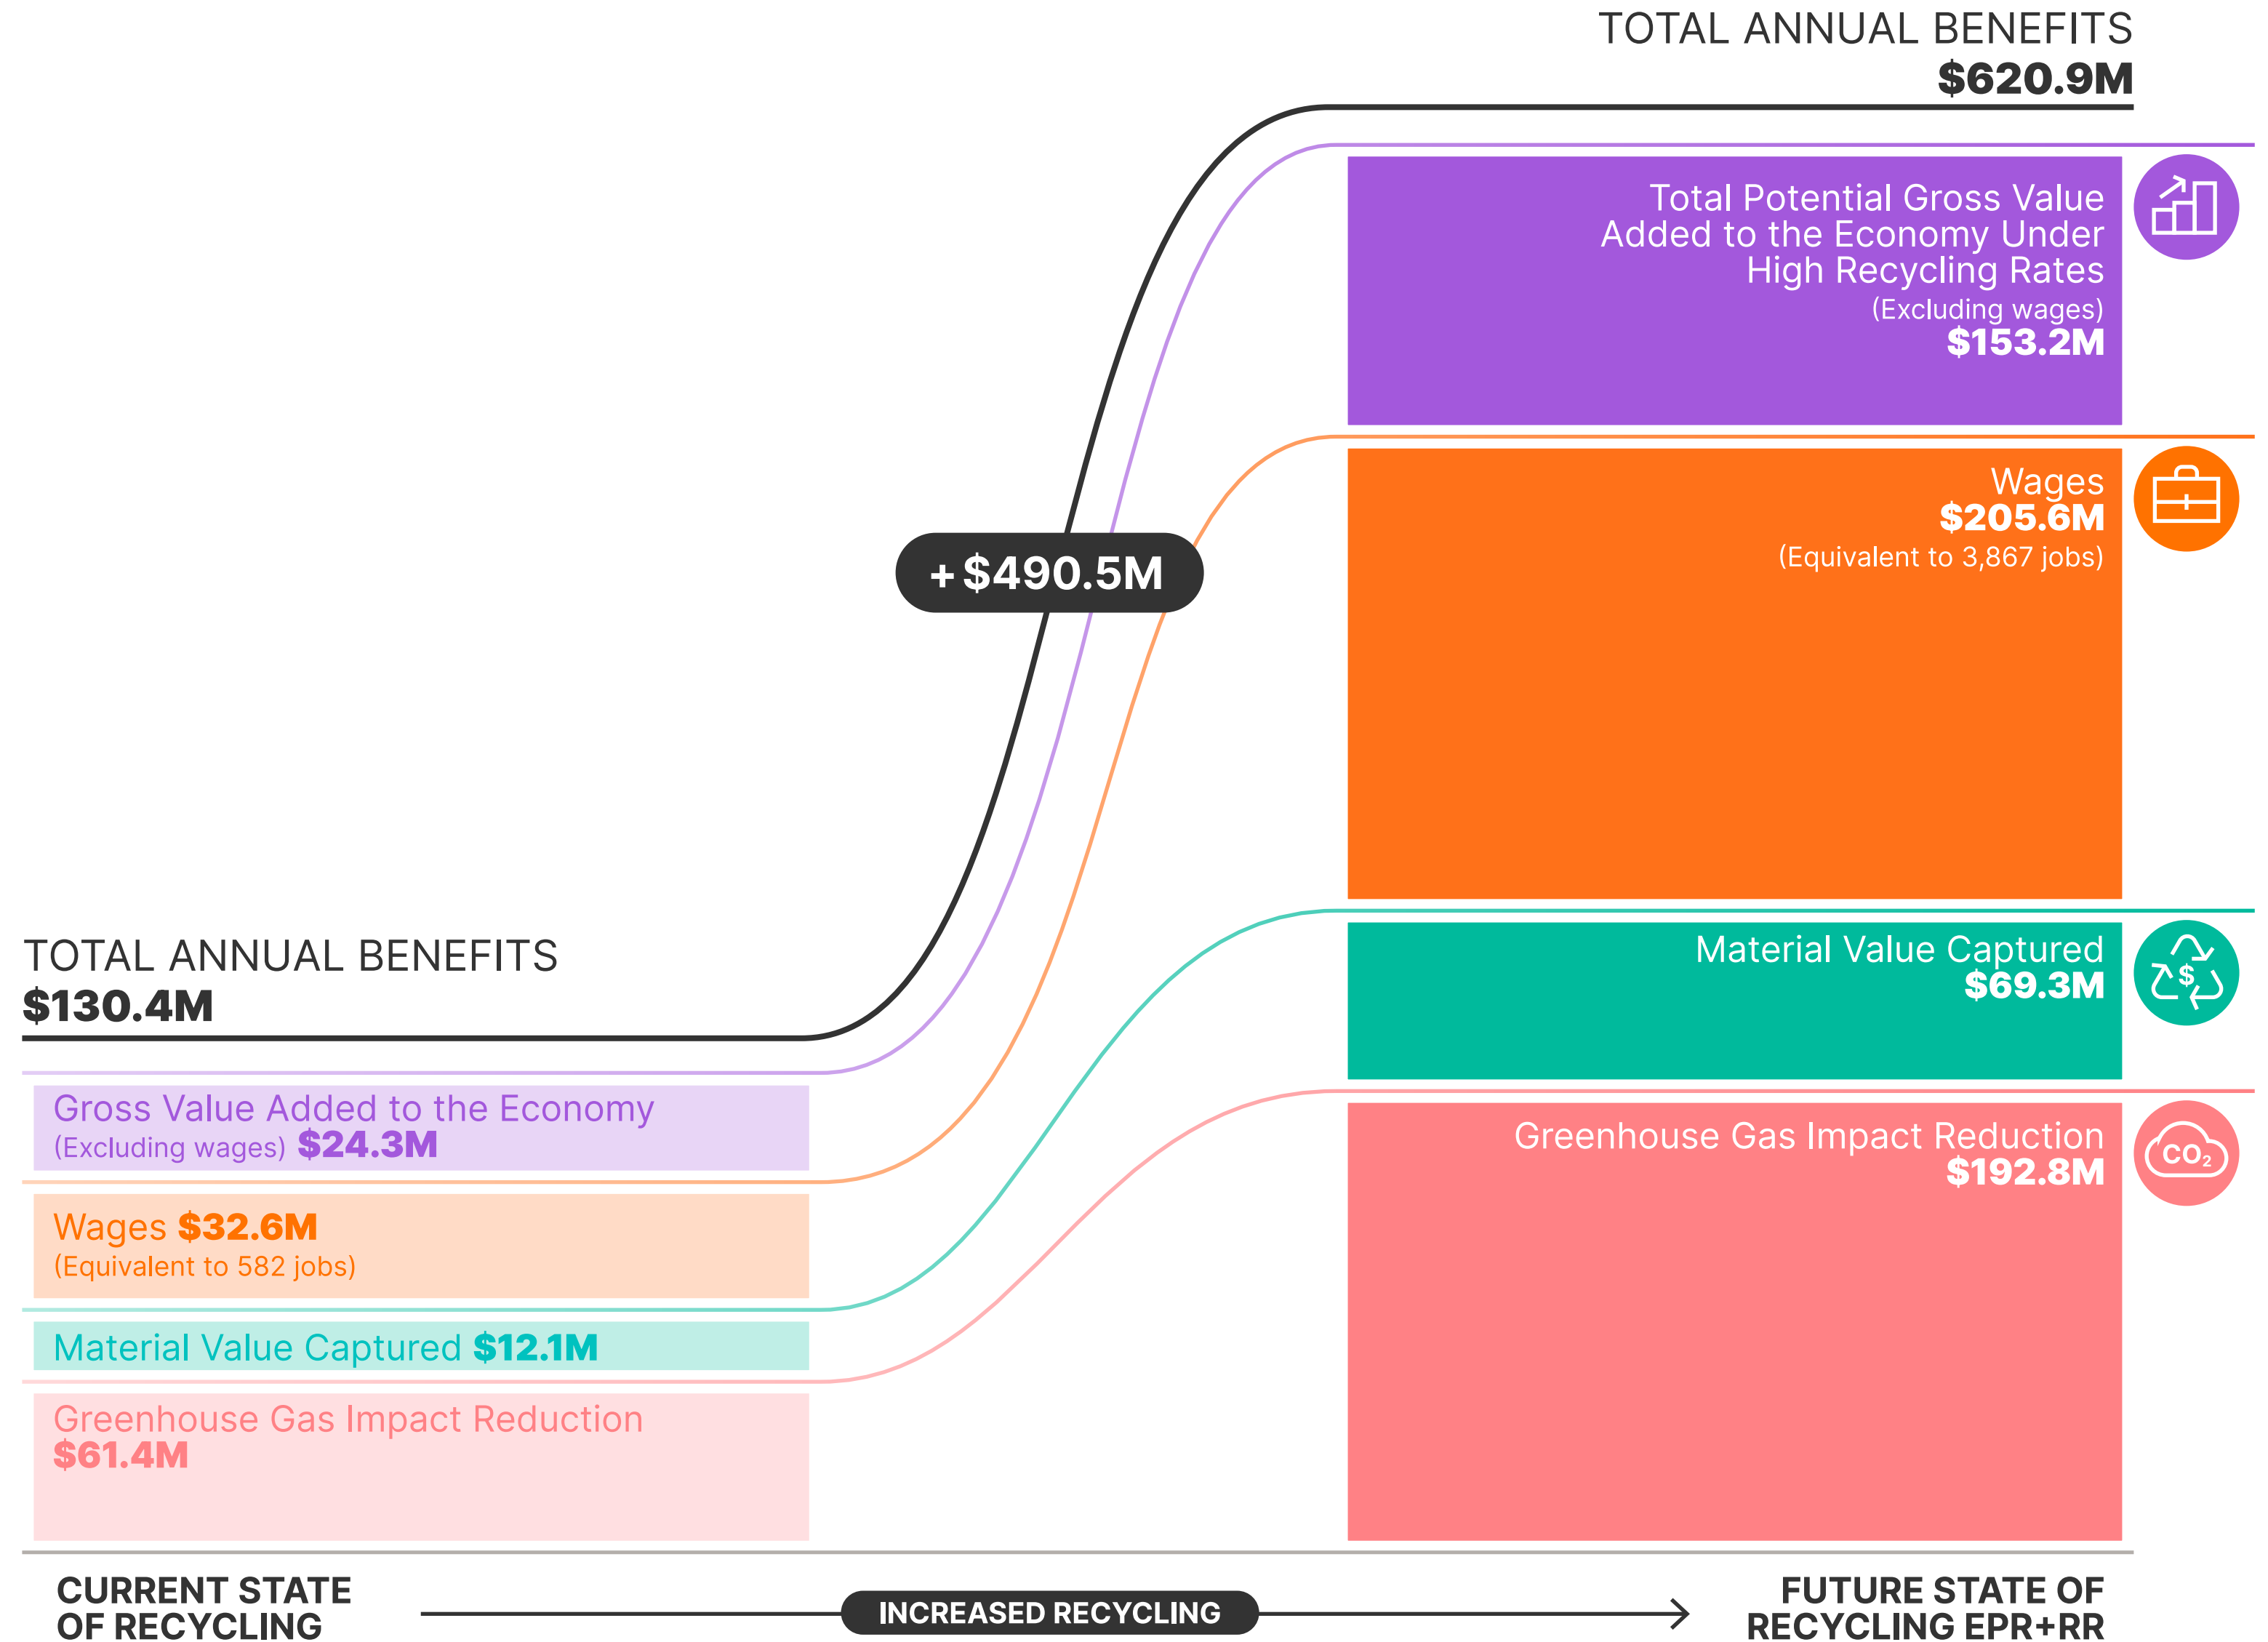 TOTAL ANNUAL BENEFITS
$620.9M
Total Potential Gross Value
Added to the Economy Under
High Recycling Rates
(Excluding wages)
$153.2M
Wages
$205.6M
(Equivalent to 3,867 jobs)
+ $490.5M
Material Value Captured
$69.3M
$
Greenhouse Gas Impact Reduction
$192.8M
CO₂
TOTAL ANNUAL BENEFITS
$130.4M
Gross Value Added to the Economy
(Excluding wages) $24.3M
Wages $32.6M
(Equivalent to 582 jobs)
Material Value Captured $12.1M
Greenhouse Gas Impact Reduction
$61.4M
CURRENT STATE
OF RECYCLING
INCREASED RECYCLING
FUTURE STATE OF
RECYCLING EPR+RR